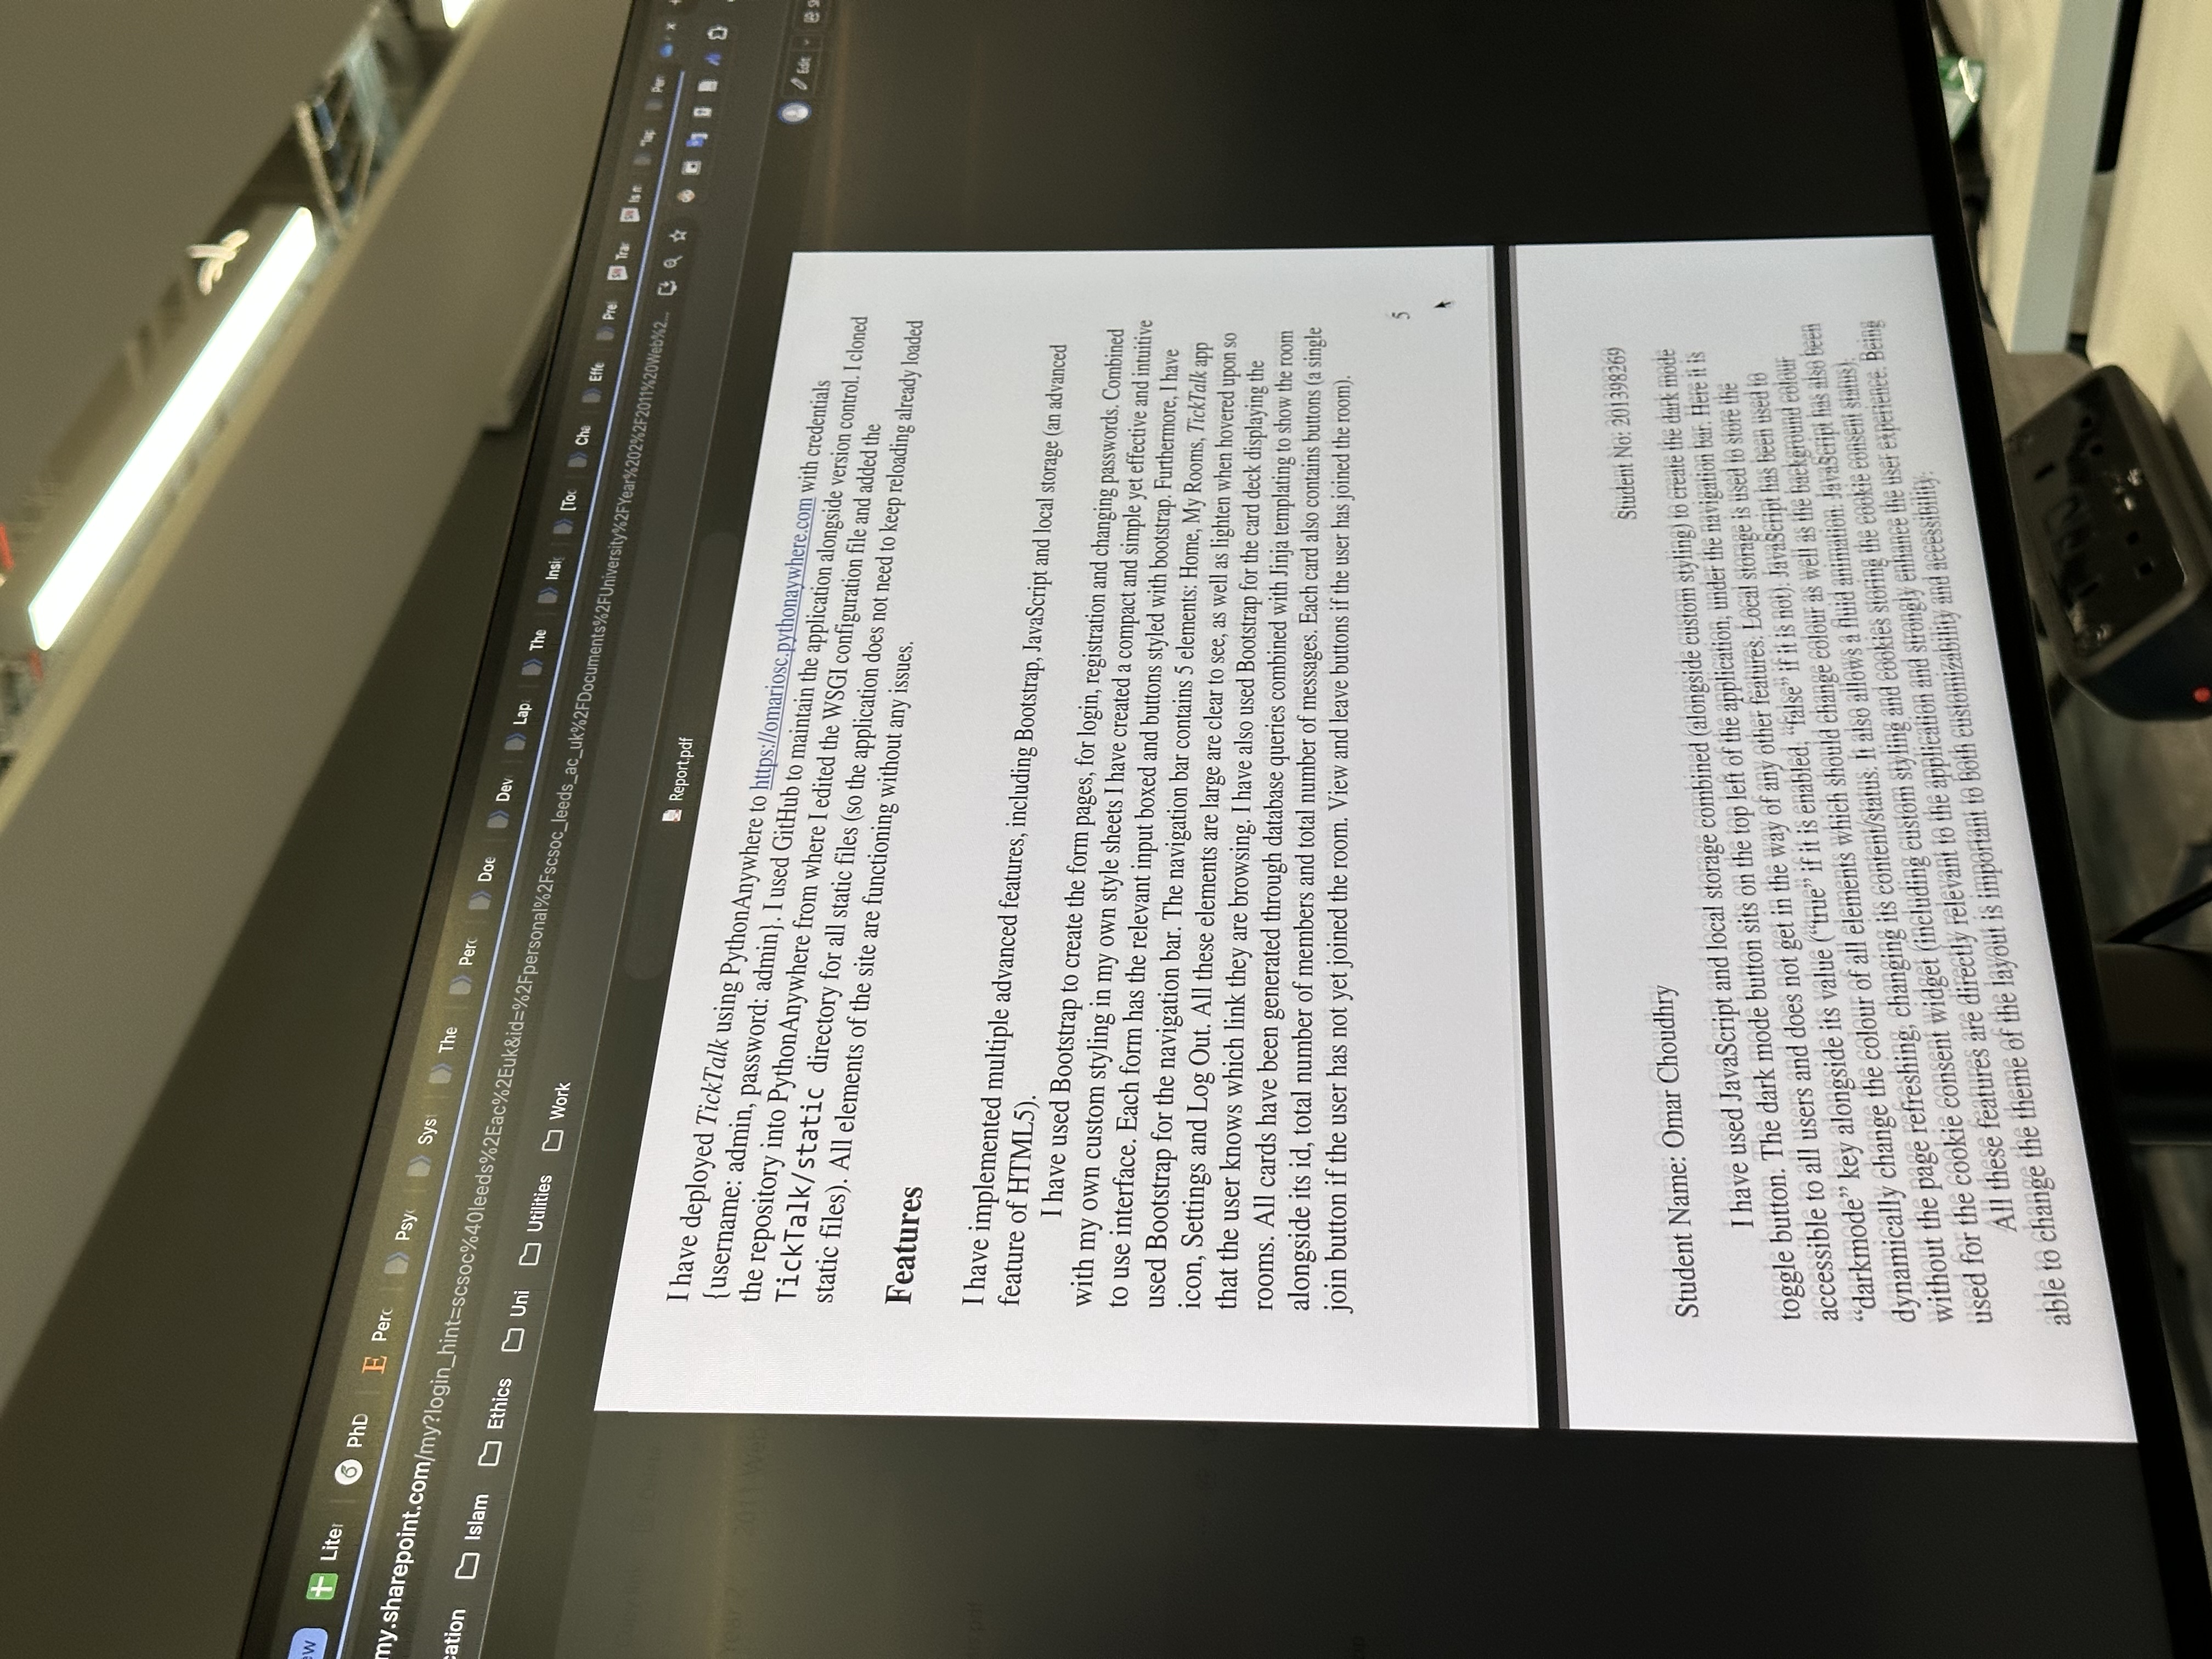 ew Liter PhD E Perc Psyc Syst The Perc Doe Dev Lap The Insi [Toc Cha Effe Pre Trac Is m "lap Per
my.sharepoint.com/my?login_hint=scsoc%40leeds%2Eac%2Euk&id=%2Fpersonal%2Fscsoc_leeds_ac_uk%2FDocuments%2FUniversity%2FYear%202%2F2011%20Web%2...
cation Islam Ethics Uni Utilities Work
Report.pdf
Edit
I have deployed TickTalk using PythonAnywhere to https://omariosc.pythonaywhere.com with credentials
{username: admin, password: admin}. I used GitHub to maintain the application alongside version control. I cloned
the repository into PythonAnywhere from where I edited the WSGI configuration file and added the
TickTalk/static directory for all static files (so the application does not need to keep reloading already loaded
static files). All elements of the site are functioning without any issues.
Features
I have implemented multiple advanced features, including Bootstrap, JavaScript and local storage (an advanced
feature of HTML5).
I have used Bootstrap to create the form pages, for login, registration and changing passwords. Combined
with my own custom styling in my own style sheets I have created a compact and simple yet effective and intuitive
to use interface. Each form has the relevant input boxed and buttons styled with bootstrap. Furthermore, I have
used Bootstrap for the navigation bar. The navigation bar contains 5 elements: Home, My Rooms, TickTalk app
icon, Settings and Log Out. All these elements are large are clear to see, as well as lighten when hovered upon so
that the user knows which link they are browsing. I have also used Bootstrap for the card deck displaying the
rooms. All cards have been generated through database queries combined with Jinja templating to show the room
alongside its id, total number of members and total number of messages. Each card also contains buttons (a single
join button if the user has not yet joined the room. View and leave buttons if the user has joined the room).
5
Student No: 201398269
Student Name: Omar Choudhry
I have used JavaScript and local storage combined (alongside custom styling) to create the dark mode
toggle button. The dark mode button sits on the top left of the application, under the navigation bar. Here it is
accessible to all users and does not get in the way of any other features. Local storage is used to store the
“darkmode” key alongside its value (“true” if it is enabled, “false” if it is not). JavaScript has been used to
dynamically change the colour of all elements which should change colour as well as the background colour
without the page refreshing, changing its content/status. It also allows a fluid animation. JavaScript has also been
used for the cookie consent widget (including custom styling and cookies storing the cookie consent status).
All these features are directly relevant to the application and strongly enhance the user experience. Being
able to change the theme of the layout is important to both customizability and accessibility.